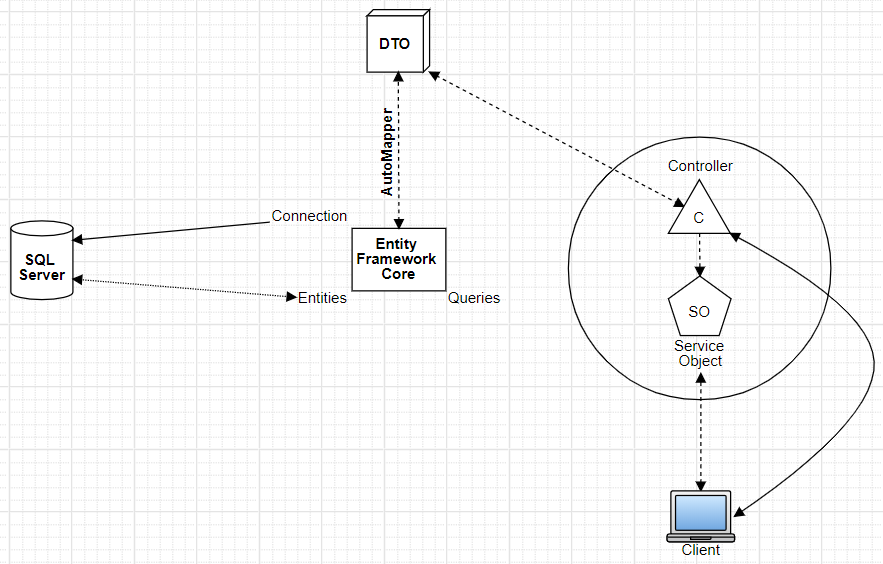 DTO
AutoMapper
Controller
C
Connection
Entity
Framework
Core
SQL
Server
Entities
Queries
SO
Service
Object
Client